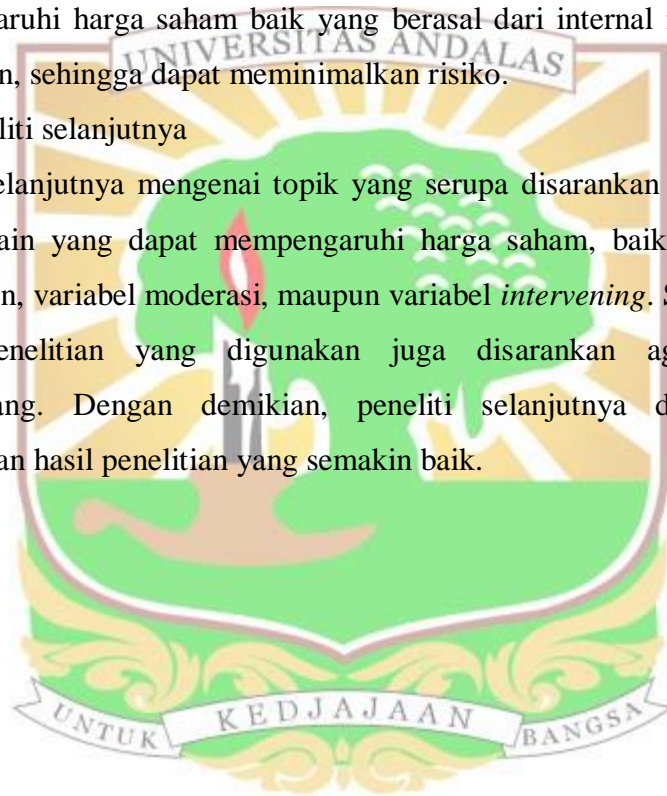 aruhi harga saham baik yang berasal dari internal
UNIVERSITAS ANDALAS
n, sehingga dapat meminimalkan risiko.
liti selanjutnya
elanjutnya mengenai topik yang serupa disarankan
ain yang dapat mempengaruhi harga saham, baik
n, variabel moderasi, maupun variabel intervening. S
enelitian yang digunakan juga disarankan ag
ang. Dengan demikian, peneliti selanjutnya d
an hasil penelitian yang semakin baik.
UNTUK KEDJAJAAN BANGSA